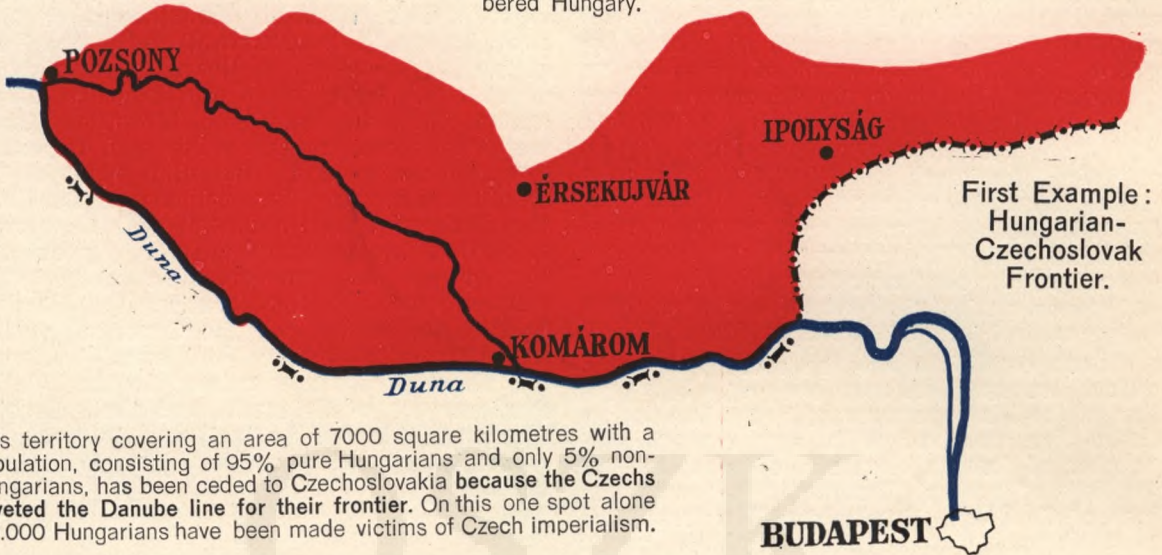 bered Hungary.
POZSONY
IPOLYSÁG
ÉRSEKUJVÁR
First Example:
Hungarian-
Czechoslovak
Frontier.
Duna
KOMÁROM
Duna
s territory covering an area of 7000 square kilometres with a
pulation, consisting of 95% pure Hungarians and only 5% non-
ngarians, has been ceded to Czechoslovakia because the Czechs
veted the Danube line for their frontier. On this one spot alone
.000 Hungarians have been made victims of Czech imperialism.
BUDAPEST